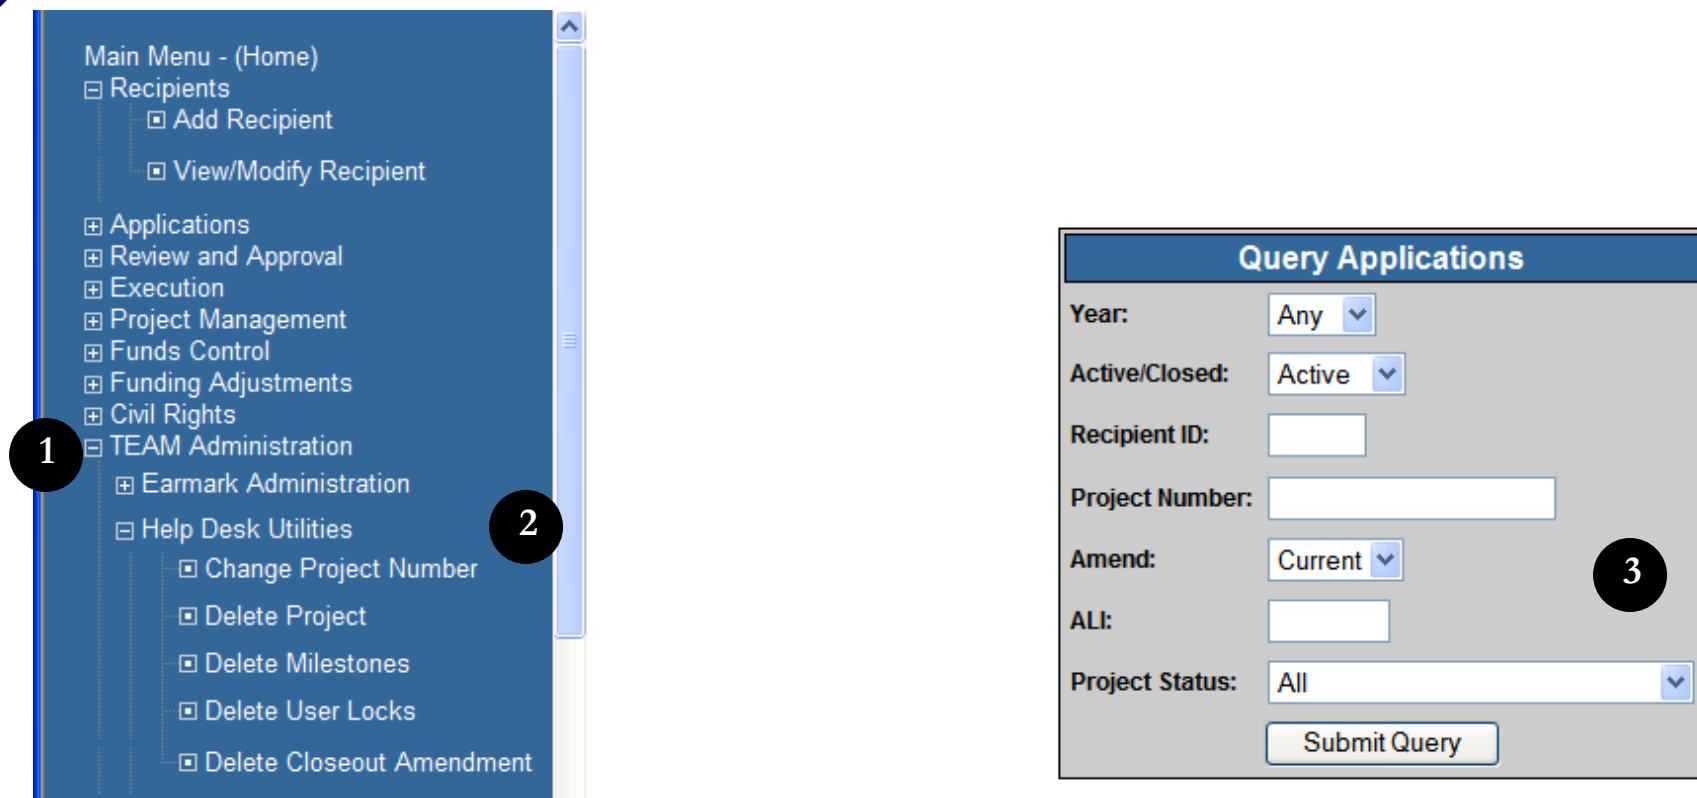 Main Menu - (Home)
Recipients
Add Recipient
View/Modify Recipient
Applications
Review and Approval
Execution
Project Management
Funds Control
Funding Adjustments
Civil Rights
1
TEAM Administration
Earmark Administration
2
Help Desk Utilities
Change Project Number
Delete Project
Delete Milestones
Delete User Locks
Delete Closeout Amendment
Query Applications
Year: Any
Active/Closed: Active
Recipient ID:
Project Number:
Amend: Current
3
ALI:
Project Status: All
Submit Query